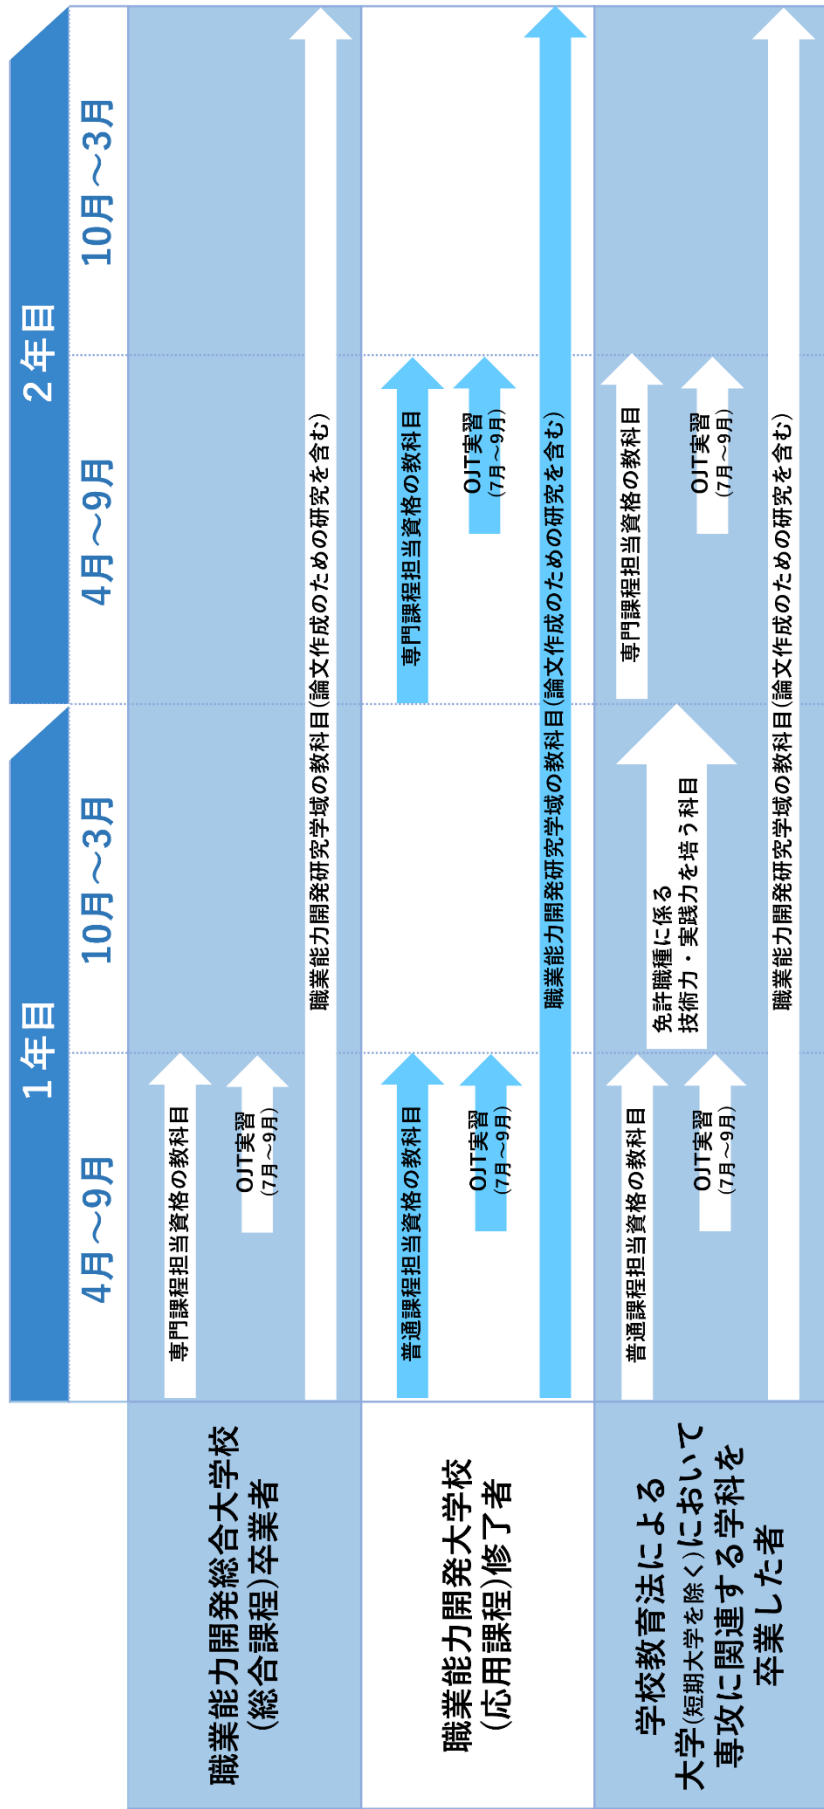 1年目
2年目
4月～9月
10月～3月
4月～9月
10月～3月
職業能力開発総合大学校
(総合課程)卒業者
専門課程担当資格の教科目
OJT実習
(7月～9月)
職業能力開発研究学域の教科目(論文作成のための研究を含む)
職業能力開発大学校
(応用課程)修了者
普通課程担当資格の教科目
OJT実習
(7月～9月)
専門課程担当資格の教科目
OJT実習
(7月～9月)
職業能力開発研究学域の教科目(論文作成のための研究を含む)
学校教育法による
大学(短期大学を除く)において
専攻に関連する学科を
卒業した者
普通課程担当資格の教科目
OJT実習
(7月～9月)
免許職種に係る
技術力・実践力を培う科目
専門課程担当資格の教科目
OJT実習
(7月～9月)
職業能力開発研究学域の教科目(論文作成のための研究を含む)